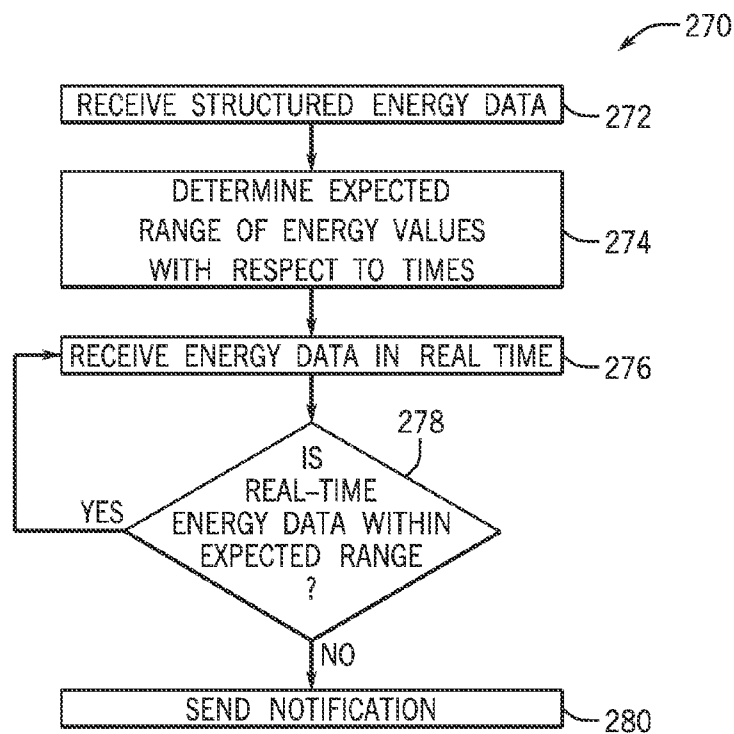 270
RECEIVE STRUCTURED ENERGY DATA
272
DETERMINE EXPECTED
RANGE OF ENERGY VALUES
WITH RESPECT TO TIMES
274
RECEIVE ENERGY DATA IN REAL TIME
276
278
IS
REAL-TIME
ENERGY DATA WITHIN
EXPECTED RANGE
?
YES
NO
SEND NOTIFICATION
280